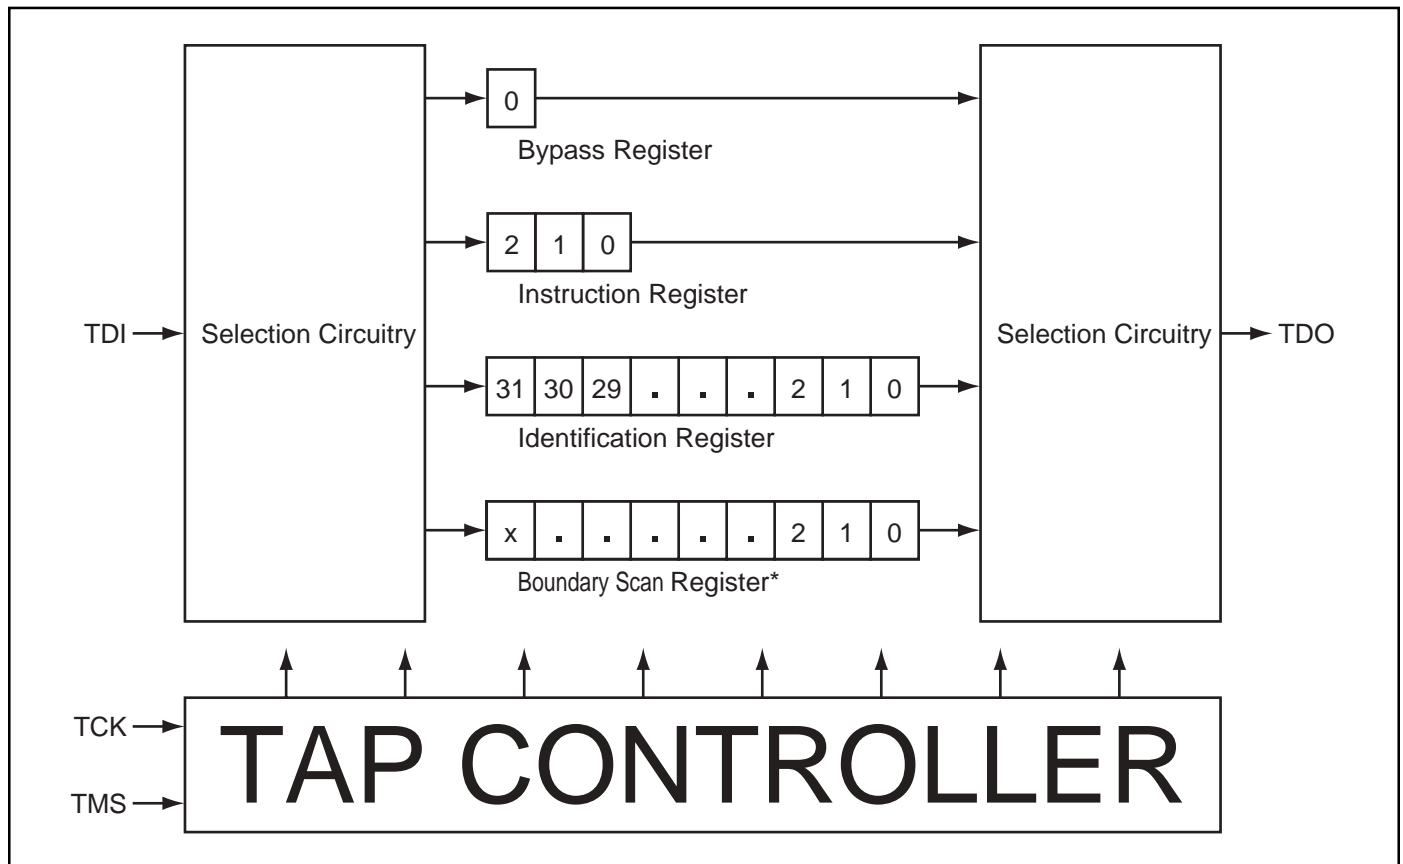 0
Bypass Register
2 1 0
Instruction Register
TDI Selection Circuitry Selection Circuitry TDO
31 30 29 . . . 2 1 0
Identification Register
x . . . . . 2 1 0
Boundary Scan Register*
TCK
TAP CONTROLLER
TMS